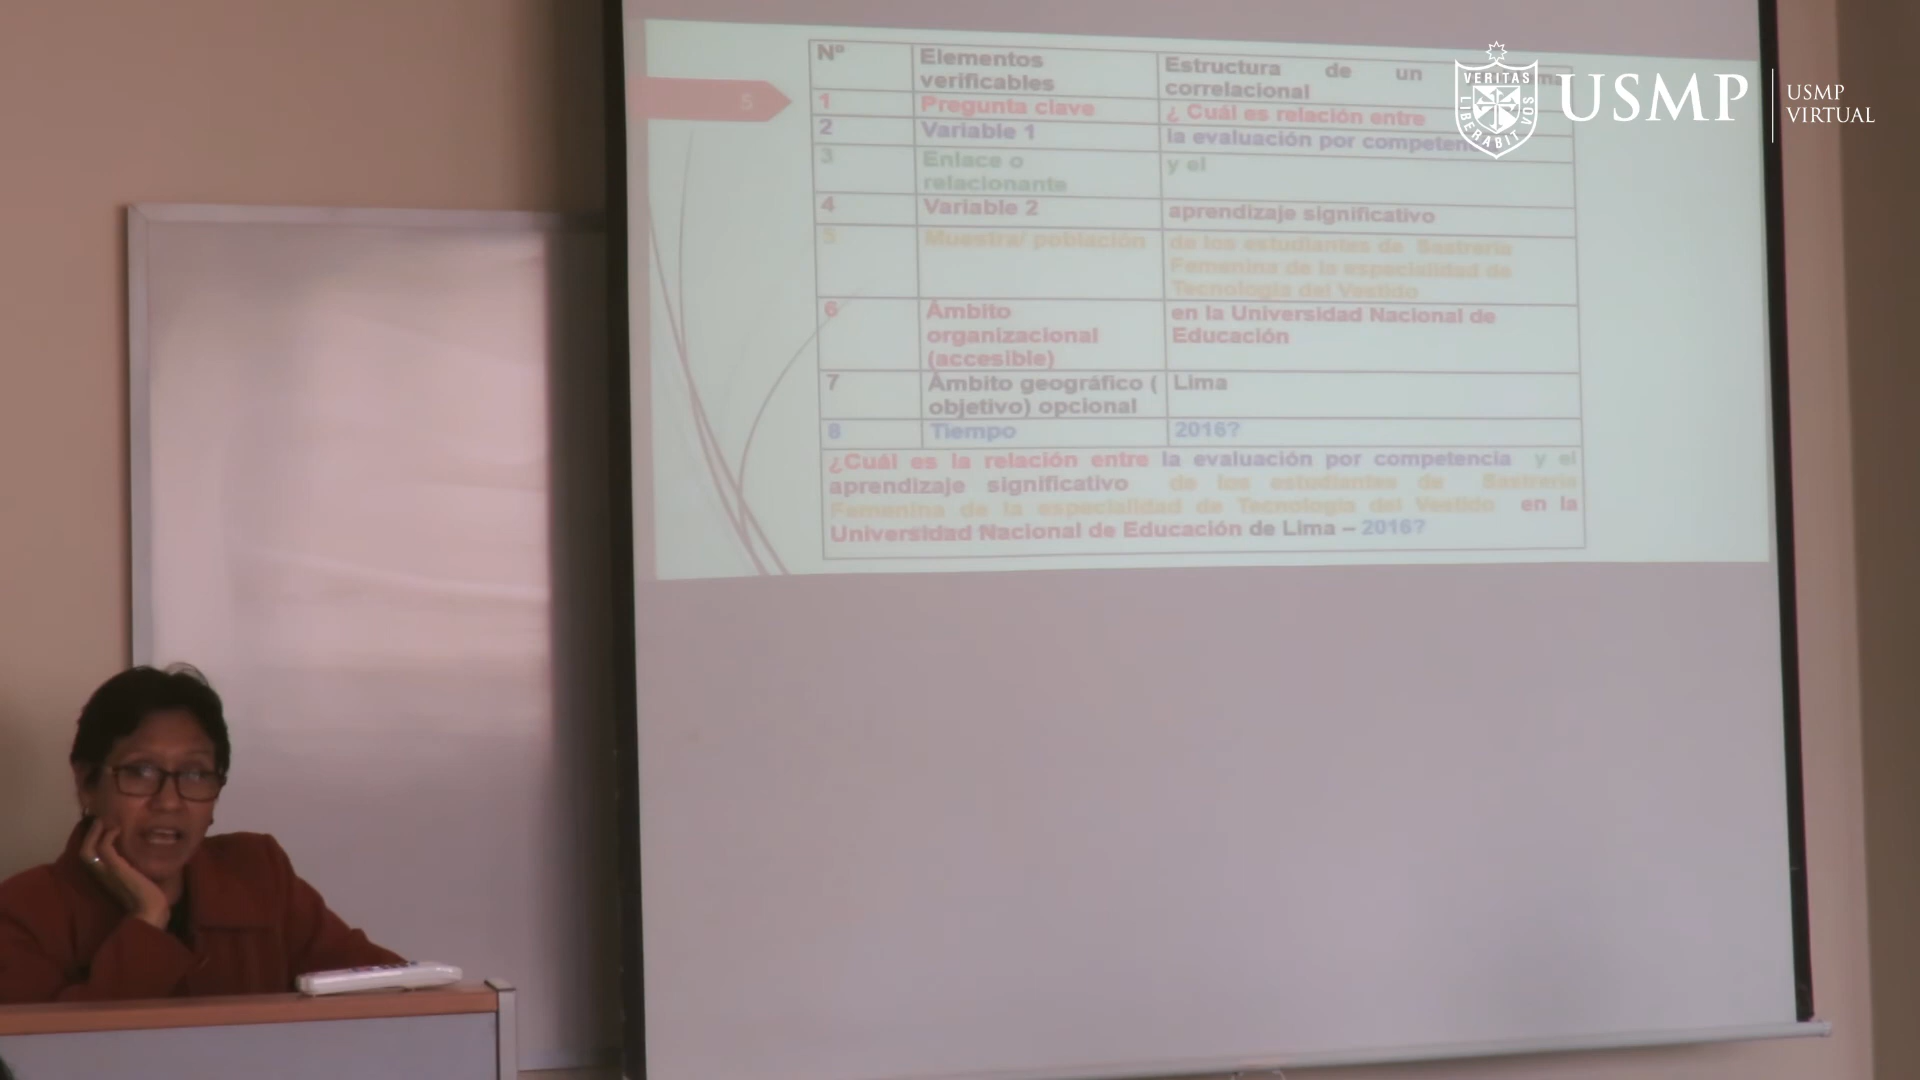 5
Nº Elementos verificables Estructura de un correlacional
1 Pregunta clave ¿ Cuál es relación entre
2 Variable 1 la evaluación por competen
3 Enlace o relacionante y el
4 Variable 2 aprendizaje significativo
5 Muestra/ población de los estudiantes de Sastrería
Femenina de la especialidad de
Tecnología del Vestido
6 Ámbito organizacional (accesible) en la Universidad Nacional de
Educación
7 Ámbito geográfico ( objetivo) opcional Lima
8 Tiempo 2016?
¿Cuál es la relación entre la evaluación por competencia y el
aprendizaje significativo de los estudiantes de Sastrería
Femenina de la especialidad de Tecnología del Vestido en la
Universidad Nacional de Educación de Lima – 2016?
VERITAS
LIBERABIT VOS
USMP
USMP
VIRTUAL